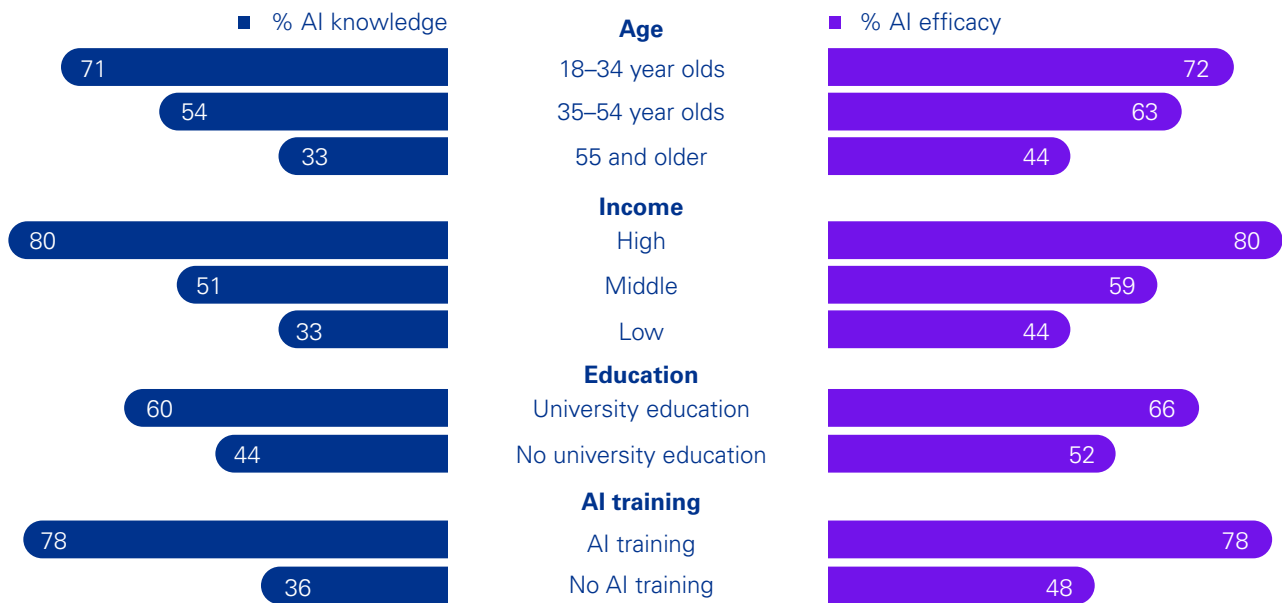 % AI knowledge
Age
% AI efficacy
71
18–34 year olds
72
54
35–54 year olds
63
33
55 and older
44
Income
80
High
80
51
Middle
59
33
Low
44
Education
60
University education
66
44
No university education
52
AI training
78
AI training
78
36
No AI training
48